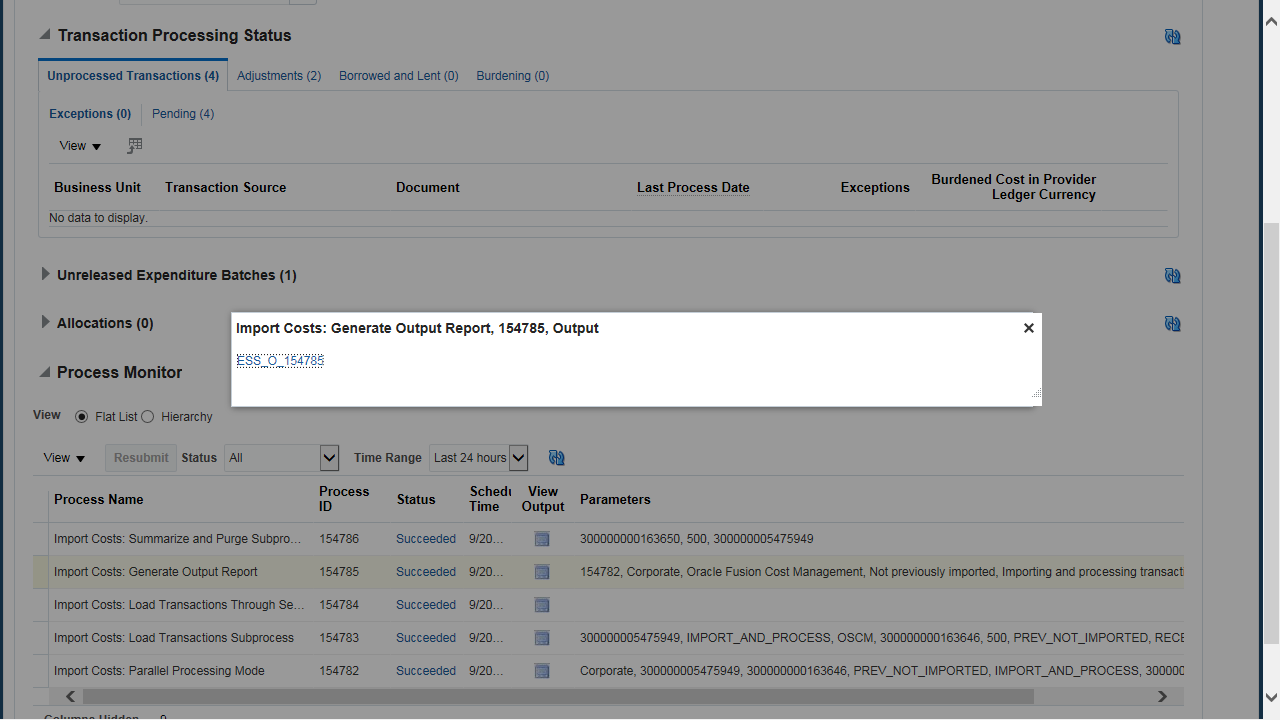 Transaction Processing Status
Unprocessed Transactions (4) Adjustments (2) Borrowed and Lent (0) Burdening (0)
Exceptions (0) Pending (4)
View
Business Unit Transaction Source Document Last Process Date Exceptions Burdened Cost in Provider
Ledger Currency
No data to display.
Unreleased Expenditure Batches (1)
Allocations (0)
Import Costs: Generate Output Report, 154785, Output
ESS_O_154785
Process Monitor
View Flat List Hierarchy
View Resubmit Status All Time Range Last 24 hours
Process Name Process ID Status Schedu Time View Output Parameters
Import Costs: Summarize and Purge Subpro... 154786 Succeeded 9/20... 300000000163650, 500, 300000005475949
Import Costs: Generate Output Report 154785 Succeeded 9/20... 154782, Corporate, Oracle Fusion Cost Management, Not previously imported, Importing and processing transacti
Import Costs: Load Transactions Through Se... 154784 Succeeded 9/20...
Import Costs: Load Transactions Subprocess 154783 Succeeded 9/20... 300000005475949, IMPORT_AND_PROCESS, OSCM, 300000000163646, 500, PREV_NOT_IMPORTED, RECE
Import Costs: Parallel Processing Mode 154782 Succeeded 9/20... Corporate, 300000005475949, 300000000163646, PREV_NOT_IMPORTED, IMPORT_AND_PROCESS, 300000
Columns Hidden 9